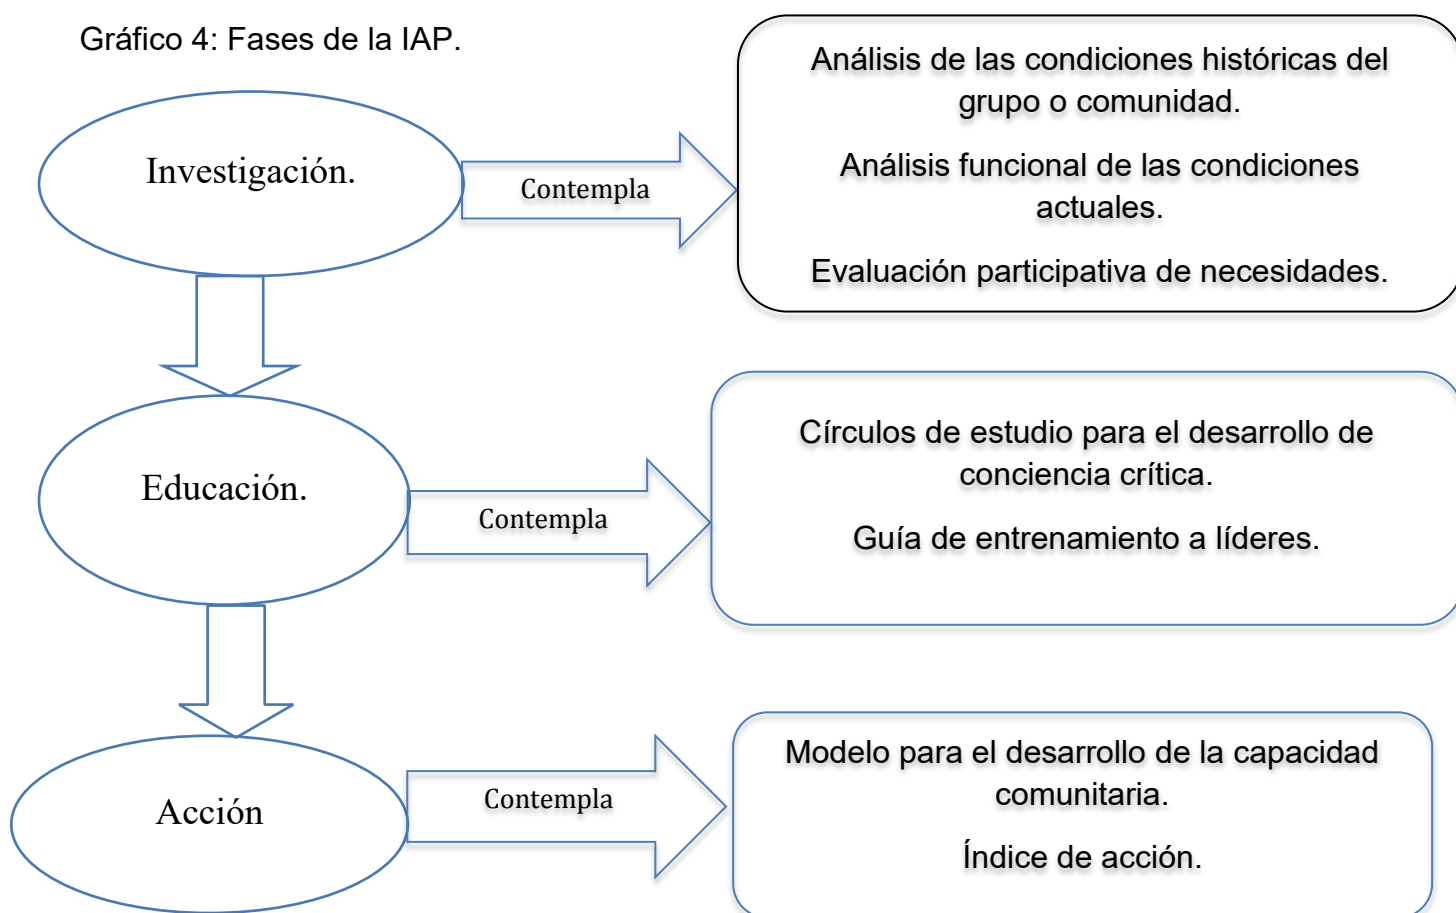 Gráfico 4: Fases de la IAP.
Investigación.
Contempla
Análisis de las condiciones históricas del
grupo o comunidad.
Análisis funcional de las condiciones
actuales.
Evaluación participativa de necesidades.
Educación.
Contempla
Círculos de estudio para el desarrollo de
conciencia crítica.
Guía de entrenamiento a líderes.
Acción
Contempla
Modelo para el desarrollo de la capacidad
comunitaria.
Índice de acción.